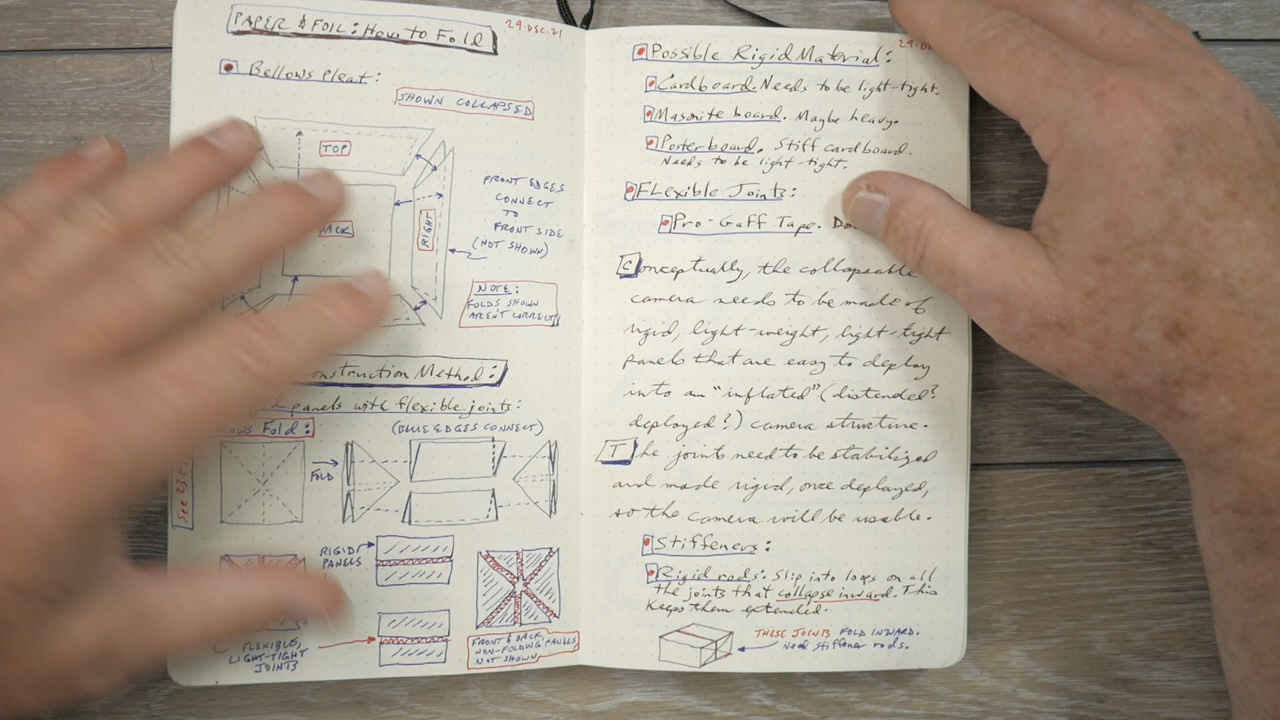 PAPER & FOIL: How to Fold
29.DEC.21
Bellows Pleat:
SHOWN COLLAPSED
TOP
RIGHT
FRONT EDGES
CONNECT
TO
FRONT SIDE
(NOT SHOWN)
NOTE:
FOLDS SHOWN
AREN'T CORRECT!
Construction Method:
panels with flexible joints:
Fold:
(BLUE EDGES CONNECT)
See 23
FOLD
RIGID
PANELS
FLEXIBLE,
LIGHT-TIGHT
JOINTS
FRONT & BACK,
NON-FOLDING PANELS
NOT SHOWN
Possible Rigid Material:
Cardboard. Needs to be light-tight.
Masonite board. Maybe heavy.
Posterboard. Stiff cardboard.
Needs to be light-tight.
Flexible Joints:
Pro-Gaff Tape.
Conceptually, the collapsable
camera needs to be made of
rigid, light-weight, light-tight
panels that are easy to deploy
into an "inflated" (distended?
deployed?) camera structure.
The joints need to be stabilized
and made rigid, once deployed,
so the camera will be usable.
Stiffeners:
Rigid rods. Slip into loops on all
the joints that collapse inward. This
keeps them extended.
THESE JOINTS FOLD INWARD.
Need stiffener rods.